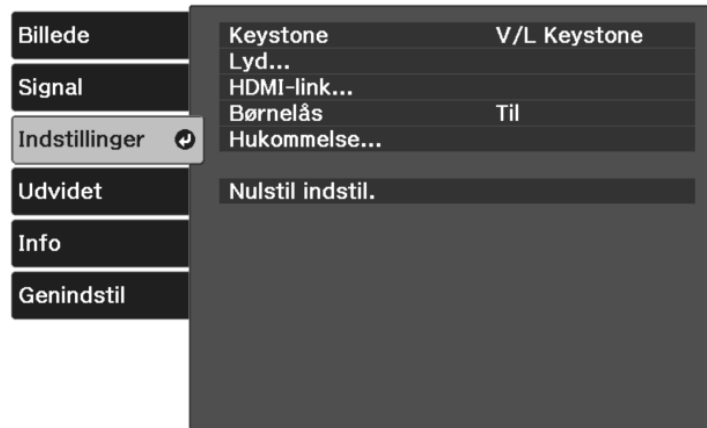 Billede
Signal
Indstillinger
Udvidet
Info
Genindstil
Keystone V/L Keystone
Lyd...
HDMI-link...
Børnelås Til
Hukommelse...
Nulstil indstil.